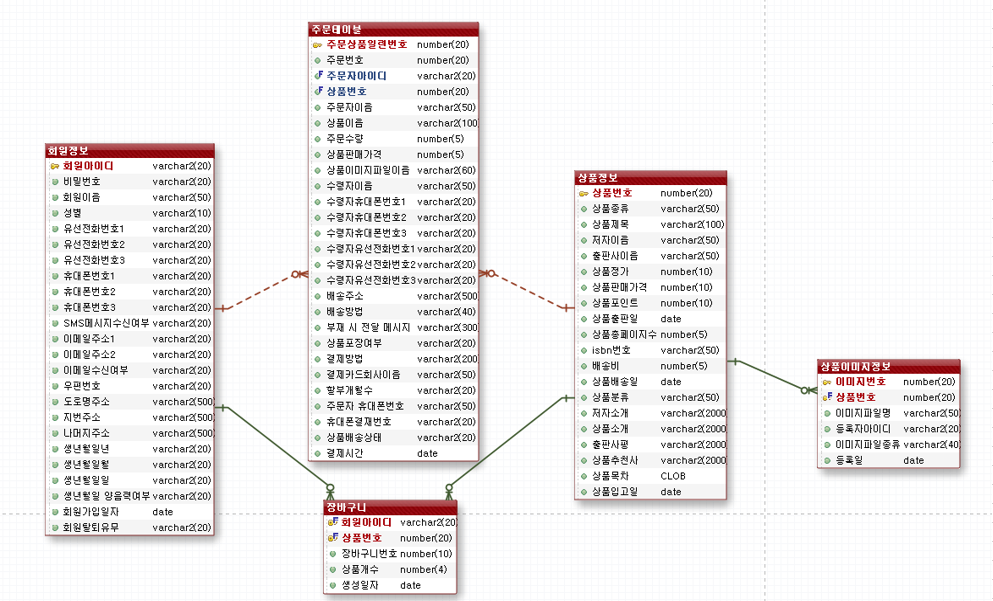 주문테이블
주문상품일련번호 number(20)
주문번호 number(20)
주문자아이디 varchar2(20)
상품번호 number(20)
주문자이음 varchar2(50)
상품이음 varchar2(100
주문수량 number(5)
상품판매가격 number(5)
상품이미지파일이음 varchar2(60)
수령자이음 varchar2(50)
수령자휴대폰번호1 varchar2(20)
수령자휴대폰번호2 varchar2(20)
수령자휴대폰번호3 varchar2(20)
수령자유선전화번호1 varchar2(20)
수령자유선전화번호2 varchar2(20)
수령자유선전화번호3 varchar2(20)
배송주소 varchar2(500
배송방법 varchar2(40)
부재 시 전달 메시지 varchar2(300
상품포장여부 varchar2(20)
결제방법 varchar2(200
결제카드회사이음 varchar2(50)
할부개월수 varchar2(20)
주문자 휴대폰번호 varchar2(50)
휴대폰결제번호 varchar2(20)
상품배송상태 varchar2(20)
결제시간 date
회원정보
회원아이디 varchar2(20)
비밀번호 varchar2(20)
회원이음 varchar2(50)
성별 varchar2(10)
유선전화번호1 varchar2(20)
유선전화번호2 varchar2(20)
유선전화번호3 varchar2(20)
휴대폰번호1 varchar2(20)
휴대폰번호2 varchar2(20)
휴대폰번호3 varchar2(20)
SMS메시지수신여부 varchar2(20)
이메일주소1 varchar2(20)
이메일주소2 varchar2(20)
이메일수신여부 varchar2(20)
우편번호 varchar2(20)
도로명주소 varchar2(500
지번주소 varchar2(500
나머지주소 varchar2(500
생년월일년 varchar2(20)
생년월일월 varchar2(20)
생년월일일 varchar2(20)
생년월일 양음력여부 varchar2(20)
회원가입일자 date
회원탈퇴유무 varchar2(20)
상품정보
상품번호 number(20)
상품종류 varchar2(50)
상품제목 varchar2(100)
저자이음 varchar2(50)
출판사이음 varchar2(50)
상품정가 number(10)
상품판매가격 number(10)
상품포인트 number(10)
상품출판일 date
상품총페이지수 number(5)
isbn번호 varchar2(50)
배송비 number(5)
상품배송일 date
상품분류 varchar2(50)
저자소개 varchar2(2000
상품소개 varchar2(2000
출판사평 varchar2(2000
상품추천사 varchar2(2000
상품목차 CLOB
상품입고일 date
상품이미지정보
이미지번호 number(20)
상품번호 number(20)
이미지파일명 varchar2(50)
등록자아이디 varchar2(20)
이미지파일종류 varchar2(40)
등록일 date
장바구니
회원아이디 varchar2(20)
상품번호 number(20)
장바구니번호 number(10)
상품개수 number(4)
생성일자 date